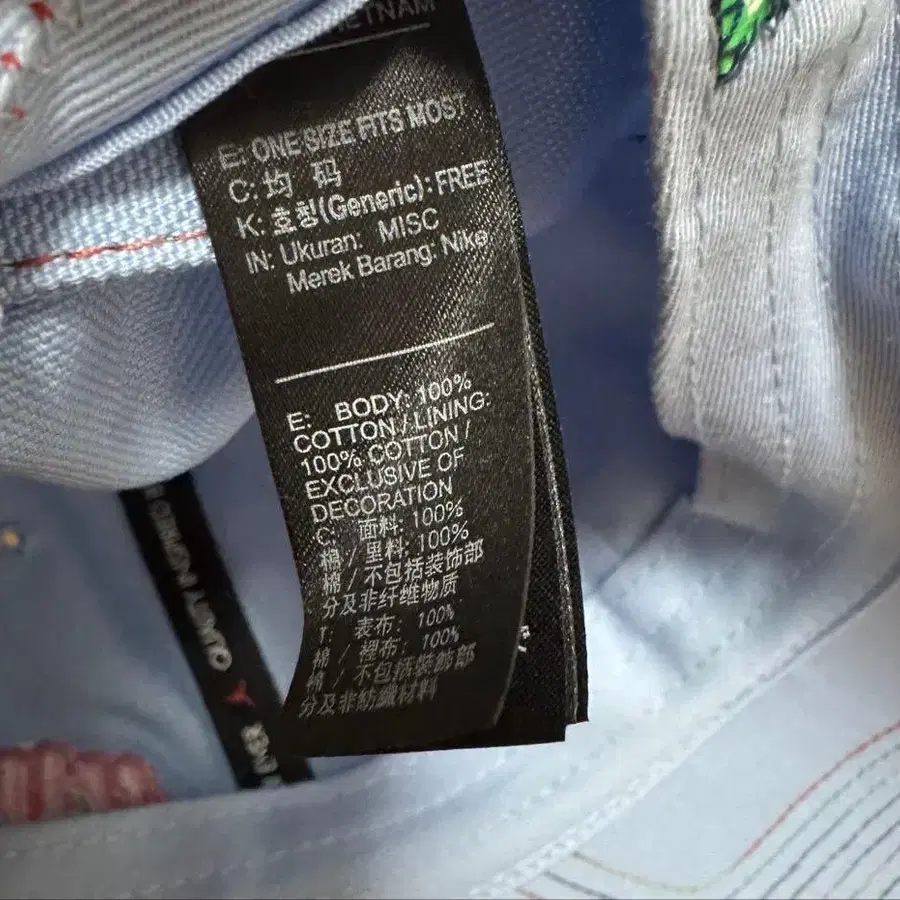 VIETNAM
E: ONE SIZE FITS MOST
C: 均 码
K: 호칭(Generic): FREE
IN: Ukuran: MISC
Merek Barang: Nike
E: BODY: 100%
COTTON / LINING:
100% COTTON /
EXCLUSIVE OF
DECORATION
C: 面料: 100%
棉 / 里料: 100%
棉 / 不包括装饰部
分及非纤维物质
T: 表布: 100%
棉 / 裡布: 100%
棉 / 不包括裝飾部
分及非紡織材料
QUALITY INSPIRED